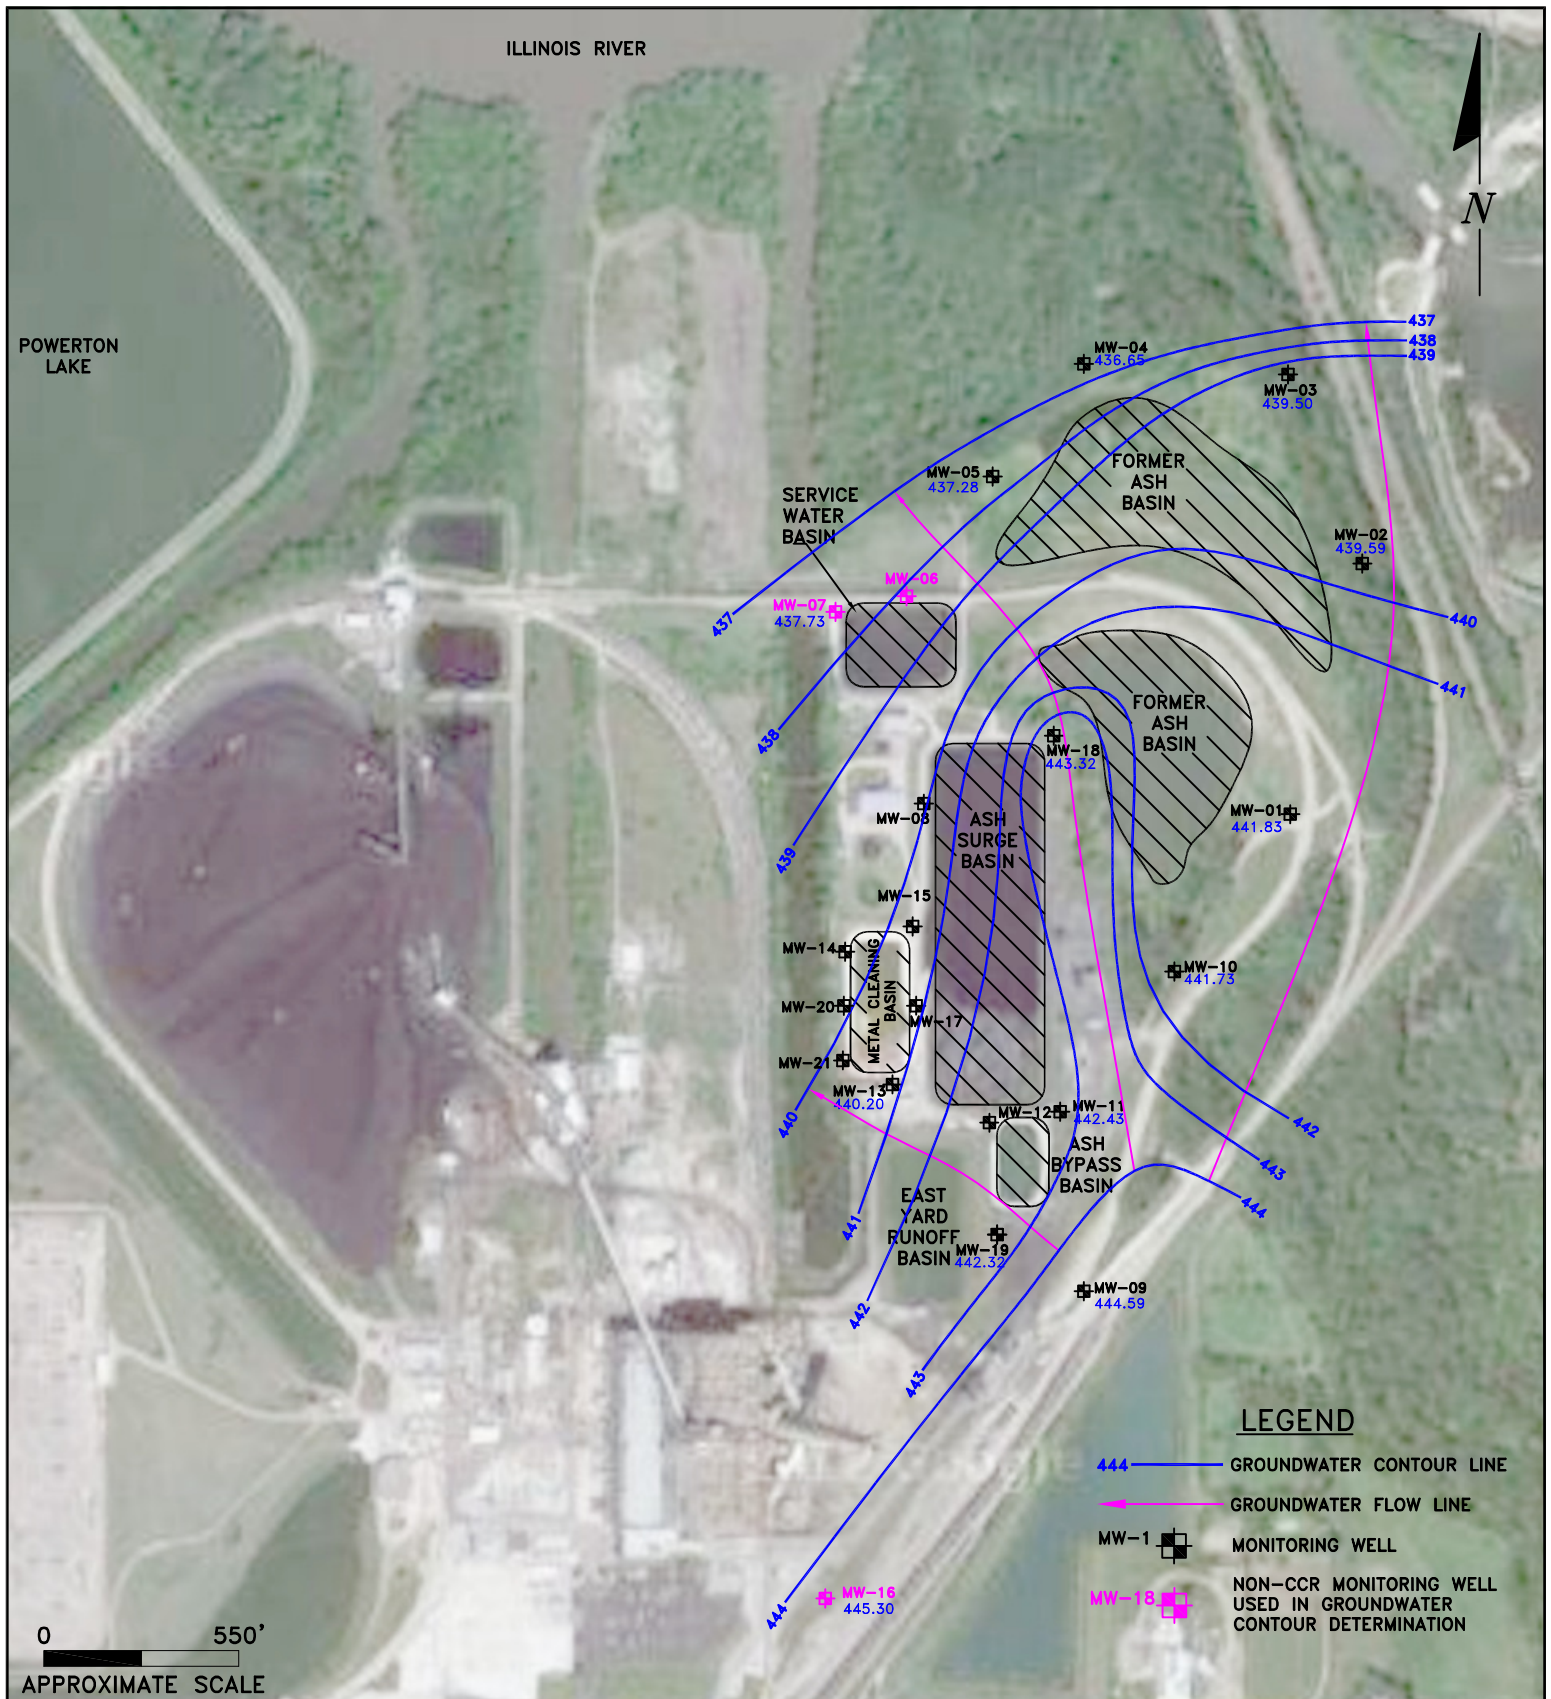 ILLINOIS RIVER
N
POWERTON
LAKE
437
438
439
MW-04
436.65
MW-03
439.50
FORMER
ASH
BASIN
MW-05
437.28
SERVICE
WATER
BASIN
MW-02
439.59
MW-06
MW-07
437.73
437
440
441
438
FORMER
ASH
BASIN
MW-18
443.32
MW-08
MW-01
441.83
ASH
SURGE
BASIN
439
MW-15
MW-14
METAL CLEANING
BASIN
MW-10
441.73
MW-20
MW-17
MW-21
MW-13
440.20
MW-12
MW-11
442.43
440
442
ASH
BYPASS
BASIN
443
444
EAST
YARD
RUNOFF
BASIN
441
MW-19
442.32
MW-09
444.59
442
443
444
MW-16
445.30
LEGEND
444 GROUNDWATER CONTOUR LINE
GROUNDWATER FLOW LINE
MW-1 MONITORING WELL
MW-18 NON-CCR MONITORING WELL
USED IN GROUNDWATER
CONTOUR DETERMINATION
0 550'
APPROXIMATE SCALE